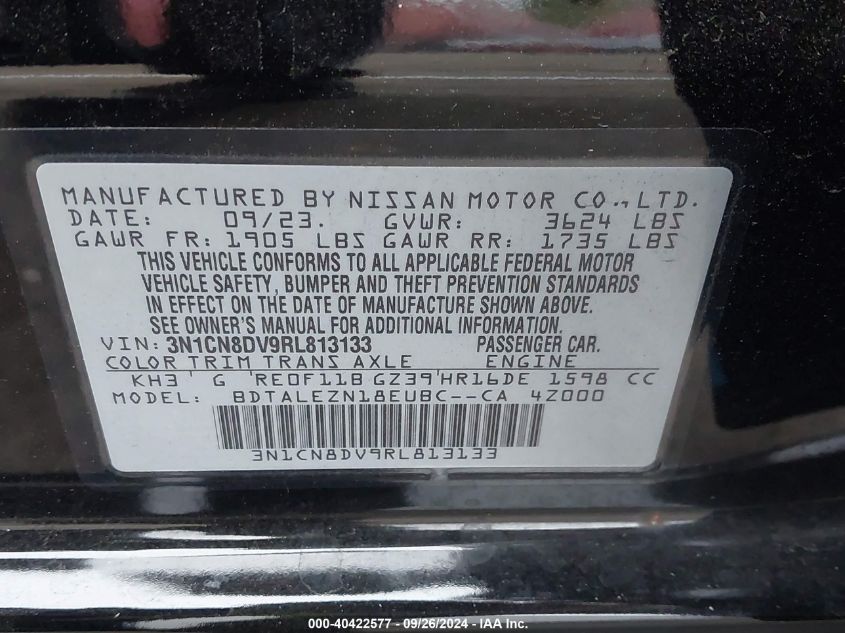 MANUFACTURED BY NISSAN MOTOR CO., LTD.
DATE: 09/23. GVWR: 3624 LBS
GAWR FR: 1905 LBS GAWR RR: 1735 LBS
THIS VEHICLE CONFORMS TO ALL APPLICABLE FEDERAL MOTOR
VEHICLE SAFETY, BUMPER AND THEFT PREVENTION STANDARDS
IN EFFECT ON THE DATE OF MANUFACTURE SHOWN ABOVE.
SEE OWNER'S MANUAL FOR ADDITIONAL INFORMATION
VIN: 3N1CN8DV9RL813133 PASSENGER CAR.
COLOR TRIM TRANS AXLE ENGINE
KH3 G RE0F11B GZ39 HR16DE 1598 CC
MODEL: BDTALEZN18EUBC--CA 4Z000
3N1CN8DV9RL813133
000-40422577 - 09/26/2024 - IAA Inc.